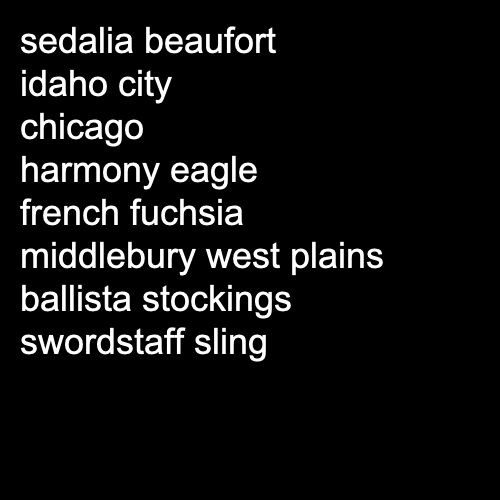 sedalia beaufort
idaho city
chicago
harmony eagle
french fuchsia
middlebury west plains
ballista stockings
swordstaff sling